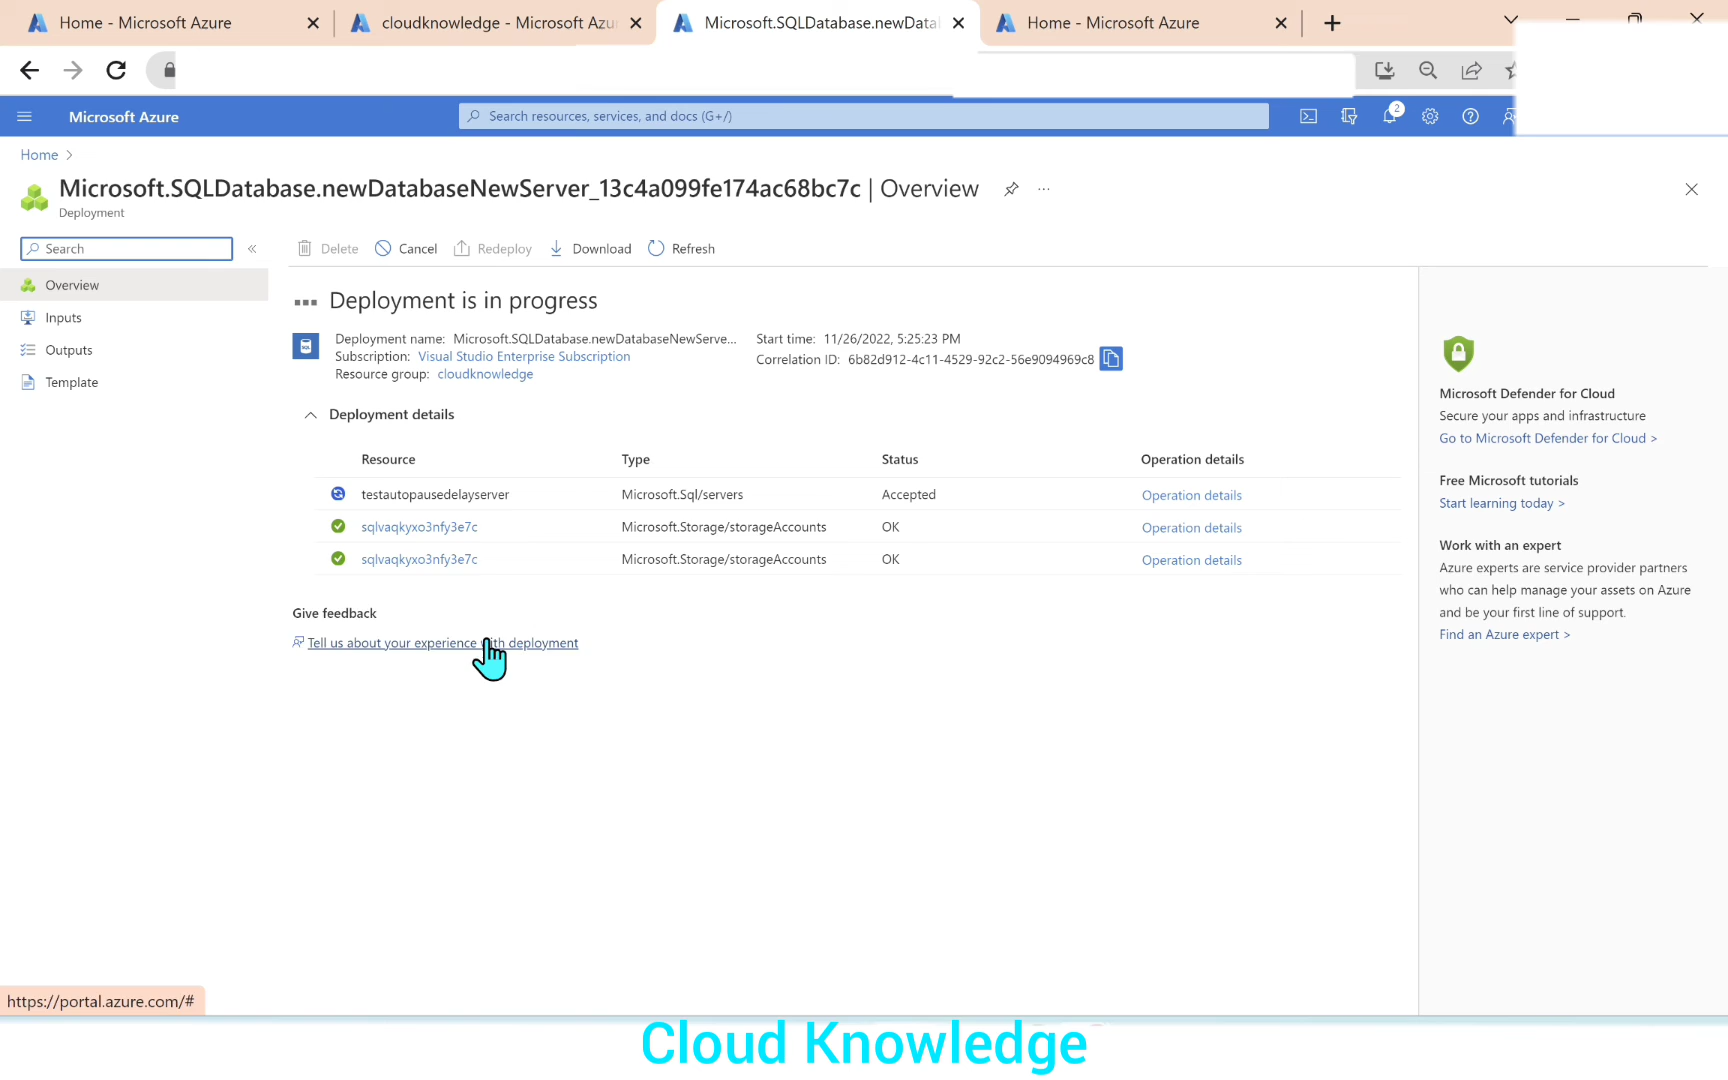 Home - Microsoft Azure
cloudknowledge - Microsoft Azu
Microsoft.SQLDatabase.newData
Home - Microsoft Azure
Microsoft Azure
Search resources, services, and docs (G+/)
2
Home >
Microsoft.SQLDatabase.newDatabaseNewServer_13c4a099fe174ac68bc7c | Overview
Deployment
Search
Delete
Cancel
Redeploy
Download
Refresh
Overview
Inputs
Outputs
Template
Deployment is in progress
Deployment name: Microsoft.SQLDatabase.newDatabaseNewServe...
Subscription: Visual Studio Enterprise Subscription
Resource group: cloudknowledge
Start time: 11/26/2022, 5:25:23 PM
Correlation ID: 6b82d912-4c11-4529-92c2-56e9094969c8
Deployment details
Resource Type Status Operation details
testautopausedelayserver Microsoft.Sql/servers Accepted Operation details
sqlvaqkyxo3nfy3e7c Microsoft.Storage/storageAccounts OK Operation details
sqlvaqkyxo3nfy3e7c Microsoft.Storage/storageAccounts OK Operation details
Give feedback
Tell us about your experience with deployment
Microsoft Defender for Cloud
Secure your apps and infrastructure
Go to Microsoft Defender for Cloud >
Free Microsoft tutorials
Start learning today >
Work with an expert
Azure experts are service provider partners
who can help manage your assets on Azure
and be your first line of support.
Find an Azure expert >
https://portal.azure.com/#
Cloud Knowledge